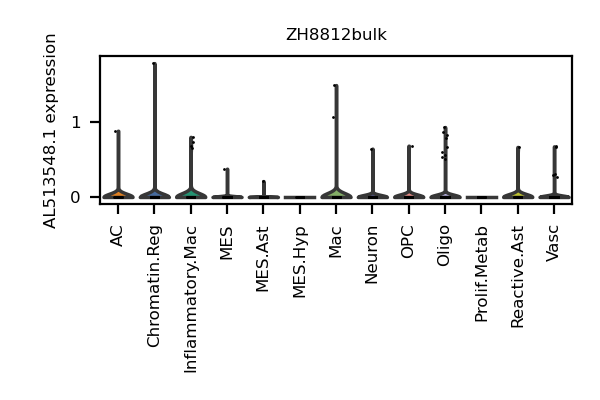 ZH8812bulk
AL513548.1 expression
1
0
AC
Chromatin.Reg
Inflammatory.Mac
MES
MES.Ast
MES.Hyp
Mac
Neuron
OPC
Oligo
Prolif.Metab
Reactive.Ast
Vasc